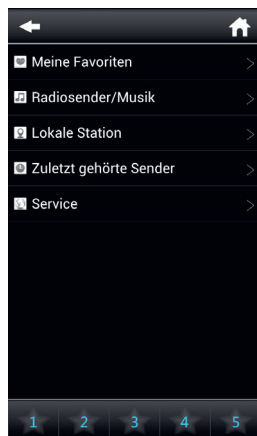 Meine Favoriten
Radiosender/Musik
Lokale Station
Zuletzt gehörte Sender
Service
1 2 3 4 5